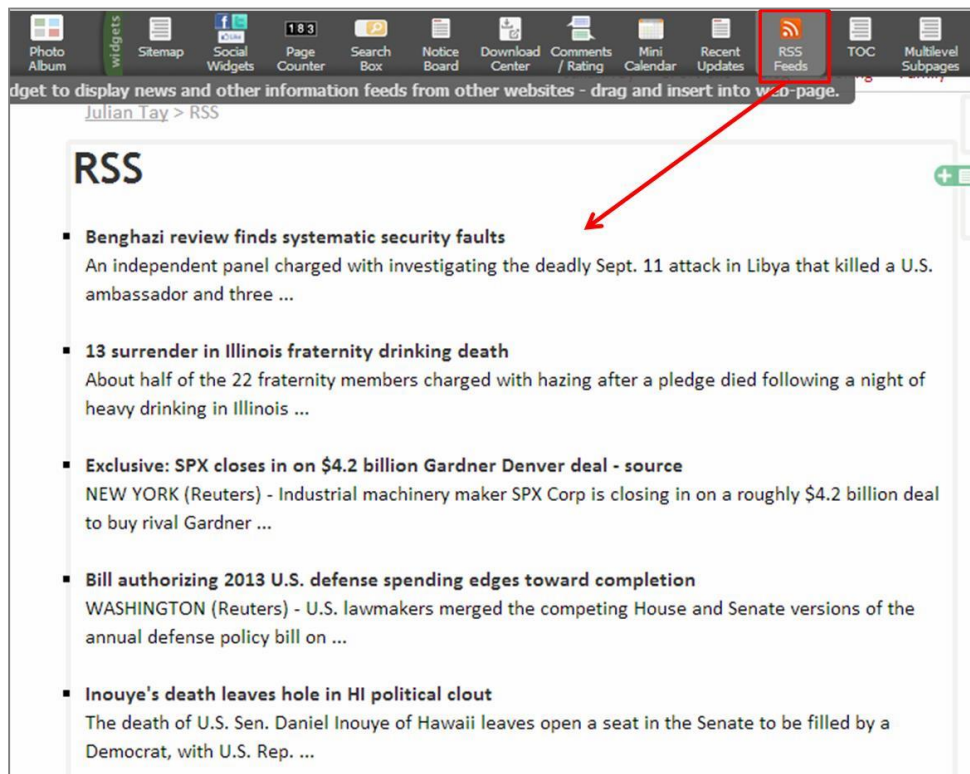 Photo Album
widgets
Sitemap
Social Widgets
183
Page Counter
Search Box
Notice Board
Download Center
Comments / Rating
Mini Calendar
Recent Updates
RSS Feeds
TOC
Multilevel Subpages
dget to display news and other information feeds from other websites - drag and insert into web-page.
Julian Tay > RSS
RSS
Benghazi review finds systematic security faults
An independent panel charged with investigating the deadly Sept. 11 attack in Libya that killed a U.S.
ambassador and three ...
13 surrender in Illinois fraternity drinking death
About half of the 22 fraternity members charged with hazing after a pledge died following a night of
heavy drinking in Illinois ...
Exclusive: SPX closes in on $4.2 billion Gardner Denver deal - source
NEW YORK (Reuters) - Industrial machinery maker SPX Corp is closing in on a roughly $4.2 billion deal
to buy rival Gardner ...
Bill authorizing 2013 U.S. defense spending edges toward completion
WASHINGTON (Reuters) - U.S. lawmakers merged the competing House and Senate versions of the
annual defense policy bill on ...
Inouye's death leaves hole in HI political clout
The death of U.S. Sen. Daniel Inouye of Hawaii leaves open a seat in the Senate to be filled by a
Democrat, with U.S. Rep. ...